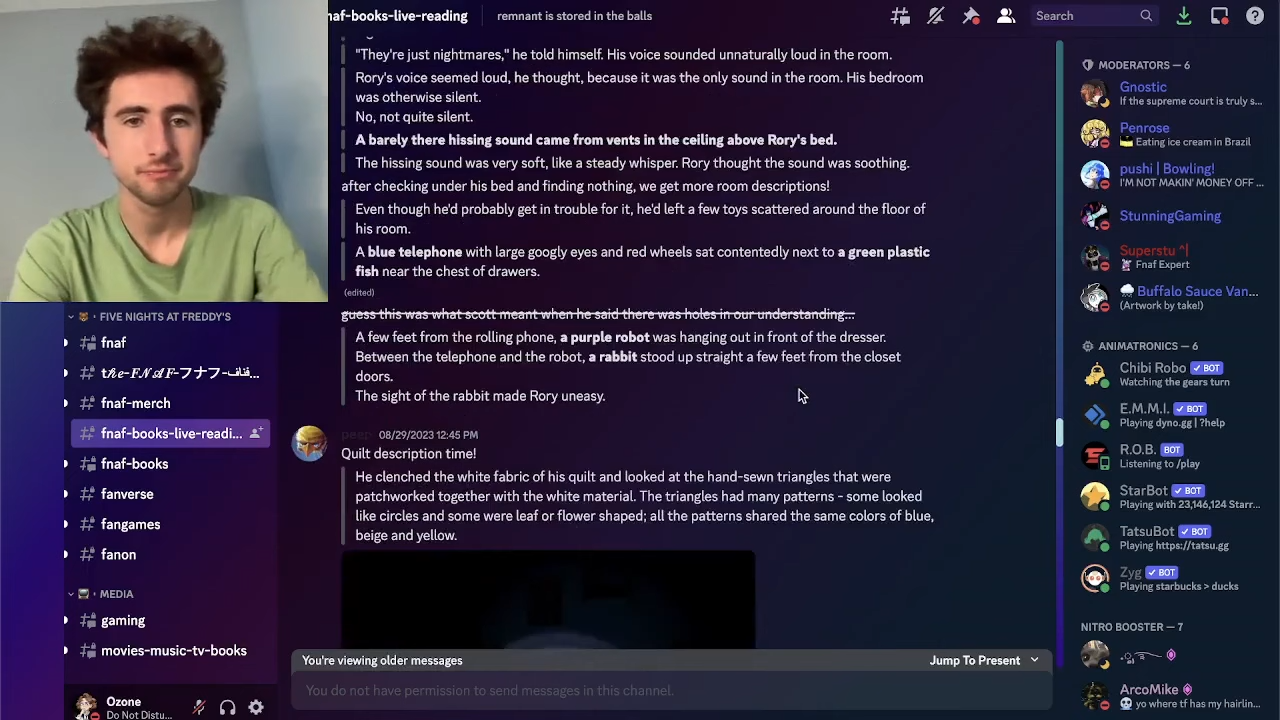 fnaf-books-live-reading
remnant is stored in the balls
Search
"They're just nightmares," he told himself. His voice sounded unnaturally loud in the room.
Rory's voice seemed loud, he thought, because it was the only sound in the room. His bedroom
was otherwise silent.
No, not quite silent.
A barely there hissing sound came from vents in the ceiling above Rory's bed.
The hissing sound was very soft, like a steady whisper. Rory thought the sound was soothing.
after checking under his bed and finding nothing, we get more room descriptions!
Even though he'd probably get in trouble for it, he'd left a few toys scattered around the floor of
his room.
A blue telephone with large googly eyes and red wheels sat contentedly next to a green plastic
fish near the chest of drawers.
(edited)
guess this was what scott meant when he said there was holes in our understanding...
A few feet from the rolling phone, a purple robot was hanging out in front of the dresser.
Between the telephone and the robot, a rabbit stood up straight a few feet from the closet
doors.
The sight of the rabbit made Rory uneasy.
08/29/2023 12:45 PM
Quilt description time!
He clenched the white fabric of his quilt and looked at the hand-sewn triangles that were
patchworked together with the white material. The triangles had many patterns - some looked
like circles and some were leaf or flower shaped; all the patterns shared the same colors of blue,
beige and yellow.
You're viewing older messages
Jump To Present
You do not have permission to send messages in this channel.
FIVE NIGHTS AT FREDDY'S
fnaf
fnaf-merch
fnaf-books-live-readi...
fnaf-books
fanverse
fangames
fanon
MEDIA
gaming
movies-music-tv-books
Ozone
Do Not Distu...
MODERATORS — 6
Gnostic
If the supreme court is truly s...
Penrose
Eating ice cream in Brazil
pushi | Bowling!
I'M NOT MAKIN' MONEY OFF ...
StunningGaming
Superstu ^|
Fnaf Expert
Buffalo Sauce Van...
(Artwork by take!)
ANIMATRONICS — 6
Chibi Robo ✓ BOT
Watching the gears turn
E.M.M.I. ✓ BOT
Playing dyno.gg | ?help
R.O.B. ✓ BOT
Listening to /play
StarBot ✓ BOT
Playing with 23,146,124 Starr...
TatsuBot ✓ BOT
Playing https://tatsu.gg
Zyg ✓ BOT
Playing starbucks > ducks
NITRO BOOSTER — 7
ArcoMike
yo where tf has my hairlin...